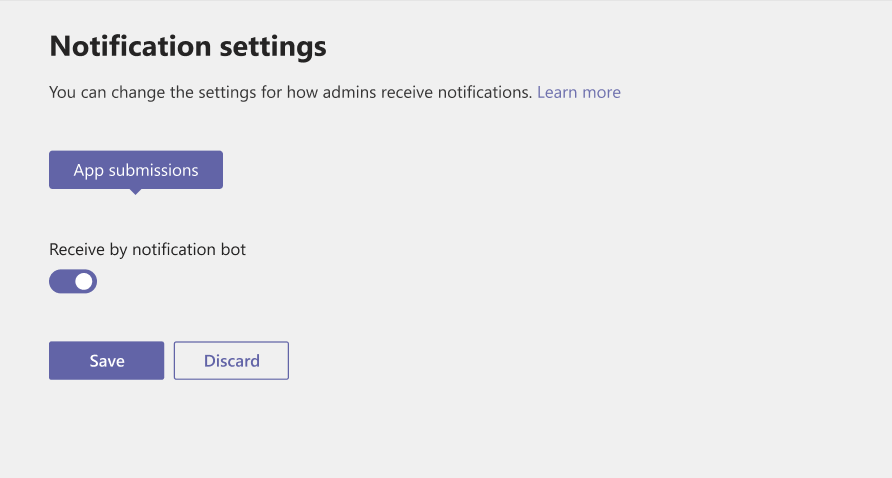 Notification settings
You can change the settings for how admins receive notifications. Learn more
App submissions
Receive by notification bot
Save Discard